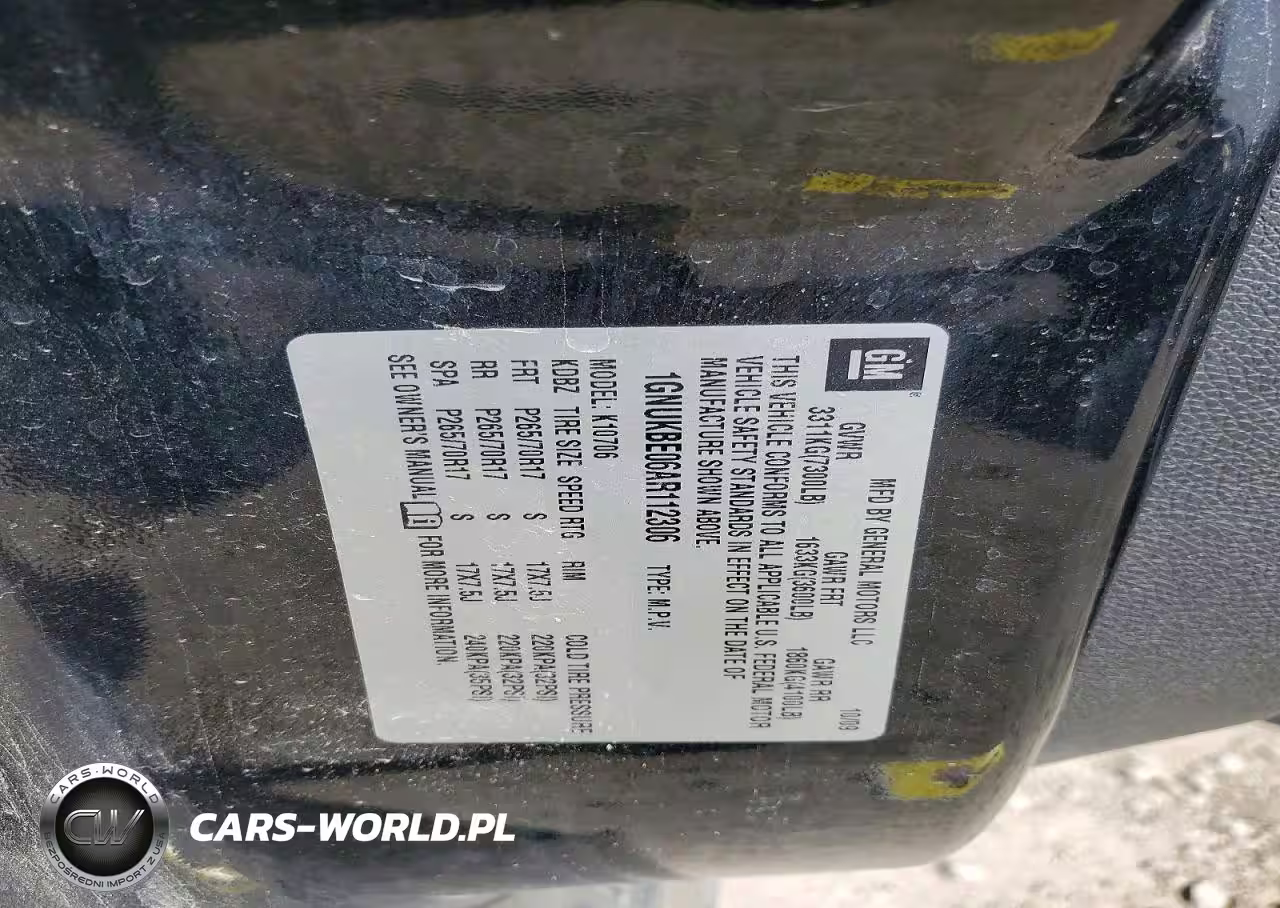 GM
MFD BY GENERAL MOTORS LLC
10/09
GVWR GAWR FRT GAWR RR
3311KG(7300LB) 1633KG(3600LB) 1860KG(4100LB)
THIS VEHICLE CONFORMS TO ALL APPLICABLE U.S. FEDERAL MOTOR
VEHICLE SAFETY STANDARDS IN EFFECT ON THE DATE OF
MANUFACTURE SHOWN ABOVE.
1GNUKBE16AR112306 TYPE: M.P.V.
MODEL: K10706
KDBZ TIRE SIZE SPEED RTG RIM COLD TIRE PRESSURE
FRT P265/70R17 S 17X7.5J 220KPA(32PSI)
RR P265/70R17 S 17X7.5J 220KPA(32PSI)
SPA P265/70R17 S 17X7.5J 240KPA(35PSI)
SEE OWNER'S MANUAL FOR MORE INFORMATION.
CARS-WORLD
CW
BEZPOŚREDNI IMPORT Z USA
CARS-WORLD.PL